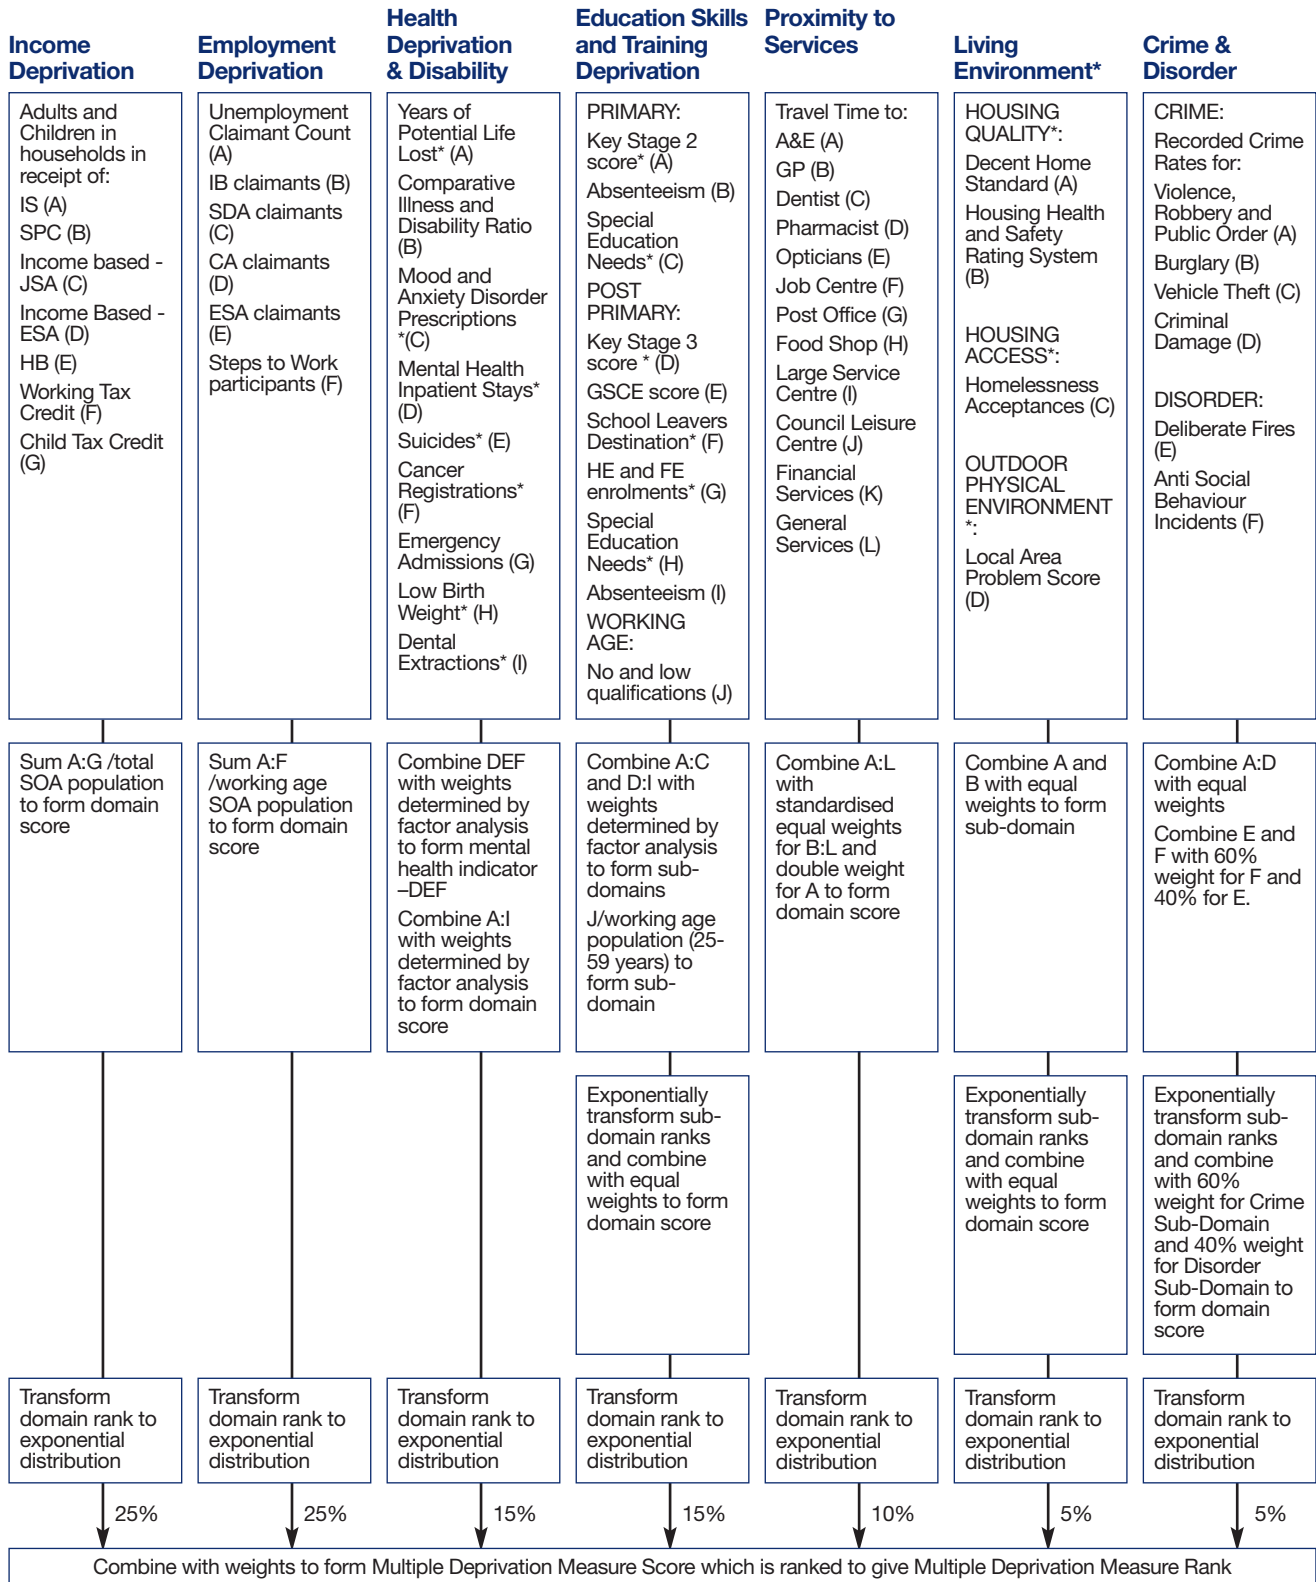 Income
Deprivation
Employment
Deprivation
Health
Deprivation
& Disability
Education Skills
and Training
Deprivation
Proximity to
Services
Living
Environment*
Crime &
Disorder
Adults and
Children in
households in
receipt of:
IS (A)
SPC (B)
Income based -
JSA (C)
Income Based -
ESA (D)
HB (E)
Working Tax
Credit (F)
Child Tax Credit
(G)
Unemployment
Claimant Count
(A)
IB claimants (B)
SDA claimants
(C)
CA claimants
(D)
ESA claimants
(E)
Steps to Work
participants (F)
Years of
Potential Life
Lost* (A)
Comparative
Illness and
Disability Ratio
(B)
Mood and
Anxiety Disorder
Prescriptions
*(C)
Mental Health
Inpatient Stays*
(D)
Suicides* (E)
Cancer
Registrations*
(F)
Emergency
Admissions (G)
Low Birth
Weight* (H)
Dental
Extractions* (I)
PRIMARY:
Key Stage 2
score* (A)
Absenteeism (B)
Special
Education
Needs* (C)
POST
PRIMARY:
Key Stage 3
score * (D)
GSCE score (E)
School Leavers
Destination* (F)
HE and FE
enrolments* (G)
Special
Education
Needs* (H)
Absenteeism (I)
WORKING
AGE:
No and low
qualifications (J)
Travel Time to:
A&E (A)
GP (B)
Dentist (C)
Pharmacist (D)
Opticians (E)
Job Centre (F)
Post Office (G)
Food Shop (H)
Large Service
Centre (I)
Council Leisure
Centre (J)
Financial
Services (K)
General
Services (L)
HOUSING
QUALITY*:
Decent Home
Standard (A)
Housing Health
and Safety
Rating System
(B)
HOUSING
ACCESS*:
Homelessness
Acceptances (C)
OUTDOOR
PHYSICAL
ENVIRONMENT
*:
Local Area
Problem Score
(D)
CRIME:
Recorded Crime
Rates for:
Violence,
Robbery and
Public Order (A)
Burglary (B)
Vehicle Theft (C)
Criminal
Damage (D)
DISORDER:
Deliberate Fires
(E)
Anti Social
Behaviour
Incidents (F)
Sum A:G /total
SOA population
to form domain
score
Sum A:F
/working age
SOA population
to form domain
score
Combine DEF
with weights
determined by
factor analysis
to form mental
health indicator
–DEF
Combine A:I
with weights
determined by
factor analysis
to form domain
score
Combine A:C
and D:I with
weights
determined by
factor analysis
to form sub-
domains
J/working age
population (25-
59 years) to
form sub-
domain
Combine A:L
with
standardised
equal weights
for B:L and
double weight
for A to form
domain score
Combine A and
B with equal
weights to form
sub-domain
Combine A:D
with equal
weights
Combine E and
F with 60%
weight for F and
40% for E.
Exponentially
transform sub-
domain ranks
and combine
with equal
weights to form
domain score
Exponentially
transform sub-
domain ranks
and combine
with equal
weights to form
domain score
Exponentially
transform sub-
domain ranks
and combine
with 60%
weight for Crime
Sub-Domain
and 40% weight
for Disorder
Sub-Domain to
form domain
score
Transform
domain rank to
exponential
distribution
Transform
domain rank to
exponential
distribution
Transform
domain rank to
exponential
distribution
Transform
domain rank to
exponential
distribution
Transform
domain rank to
exponential
distribution
Transform
domain rank to
exponential
distribution
Transform
domain rank to
exponential
distribution
25%
25%
15%
15%
10%
5%
5%
Combine with weights to form Multiple Deprivation Measure Score which is ranked to give Multiple Deprivation Measure Rank